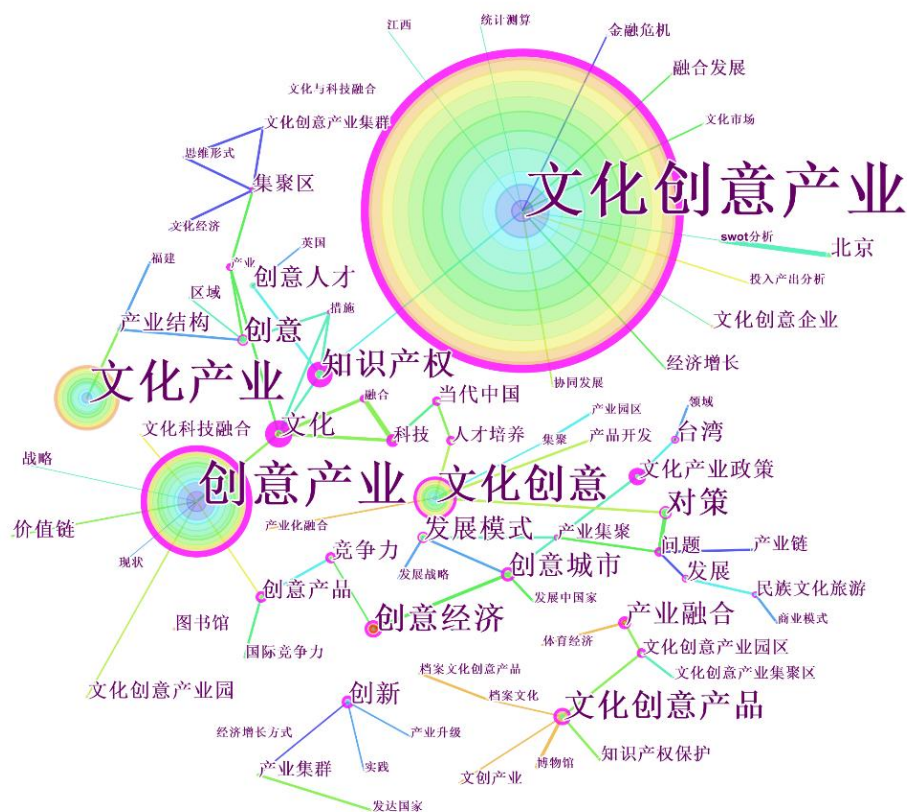 江西
统计测算
金融危机
融合发展
文化与科技融合
文化市场
文化创意产业集群
思维形式
集聚区
文化创意产业
文化经济
swot分析
北京
英国
福建
产业
创意人才
投入产出分析
区域
措施
产业结构
创意
文化创意企业
知识产权
经济增长
协同发展
文化产业
融合
当代中国
领域
产业园区
文化
文化科技融合
科技
人才培养
集聚
产品开发
台湾
战略
创意产业
文化创意
文化产业政策
价值链
产业化融合
发展模式
产业集聚
对策
现状
竞争力
问题
产业链
发展战略
创意城市
发展
创意产品
发展中国家
民族文化旅游
图书馆
创意经济
产业融合
商业模式
体育经济
国际竞争力
文化创意产业园区
档案文化创意产品
文化创意产业集聚区
文化创意产业园
创新
档案文化
文化创意产品
经济增长方式
产业升级
知识产权保护
产业集群
实践
博物馆
文创产业
发达国家